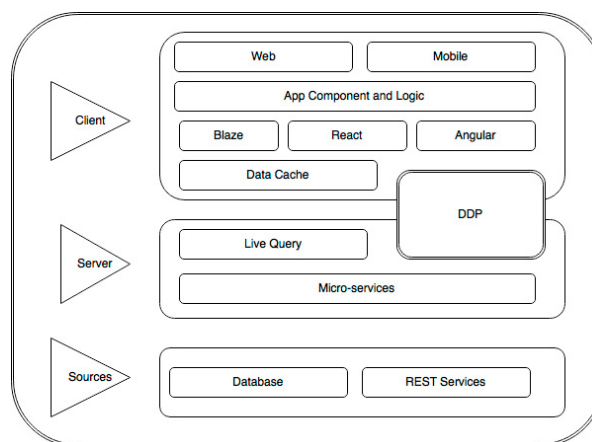 Web
Mobile
App Component and Logic
Client
Blaze
React
Angular
Data Cache
DDP
Live Query
Server
Micro-services
Sources
Database
REST Services